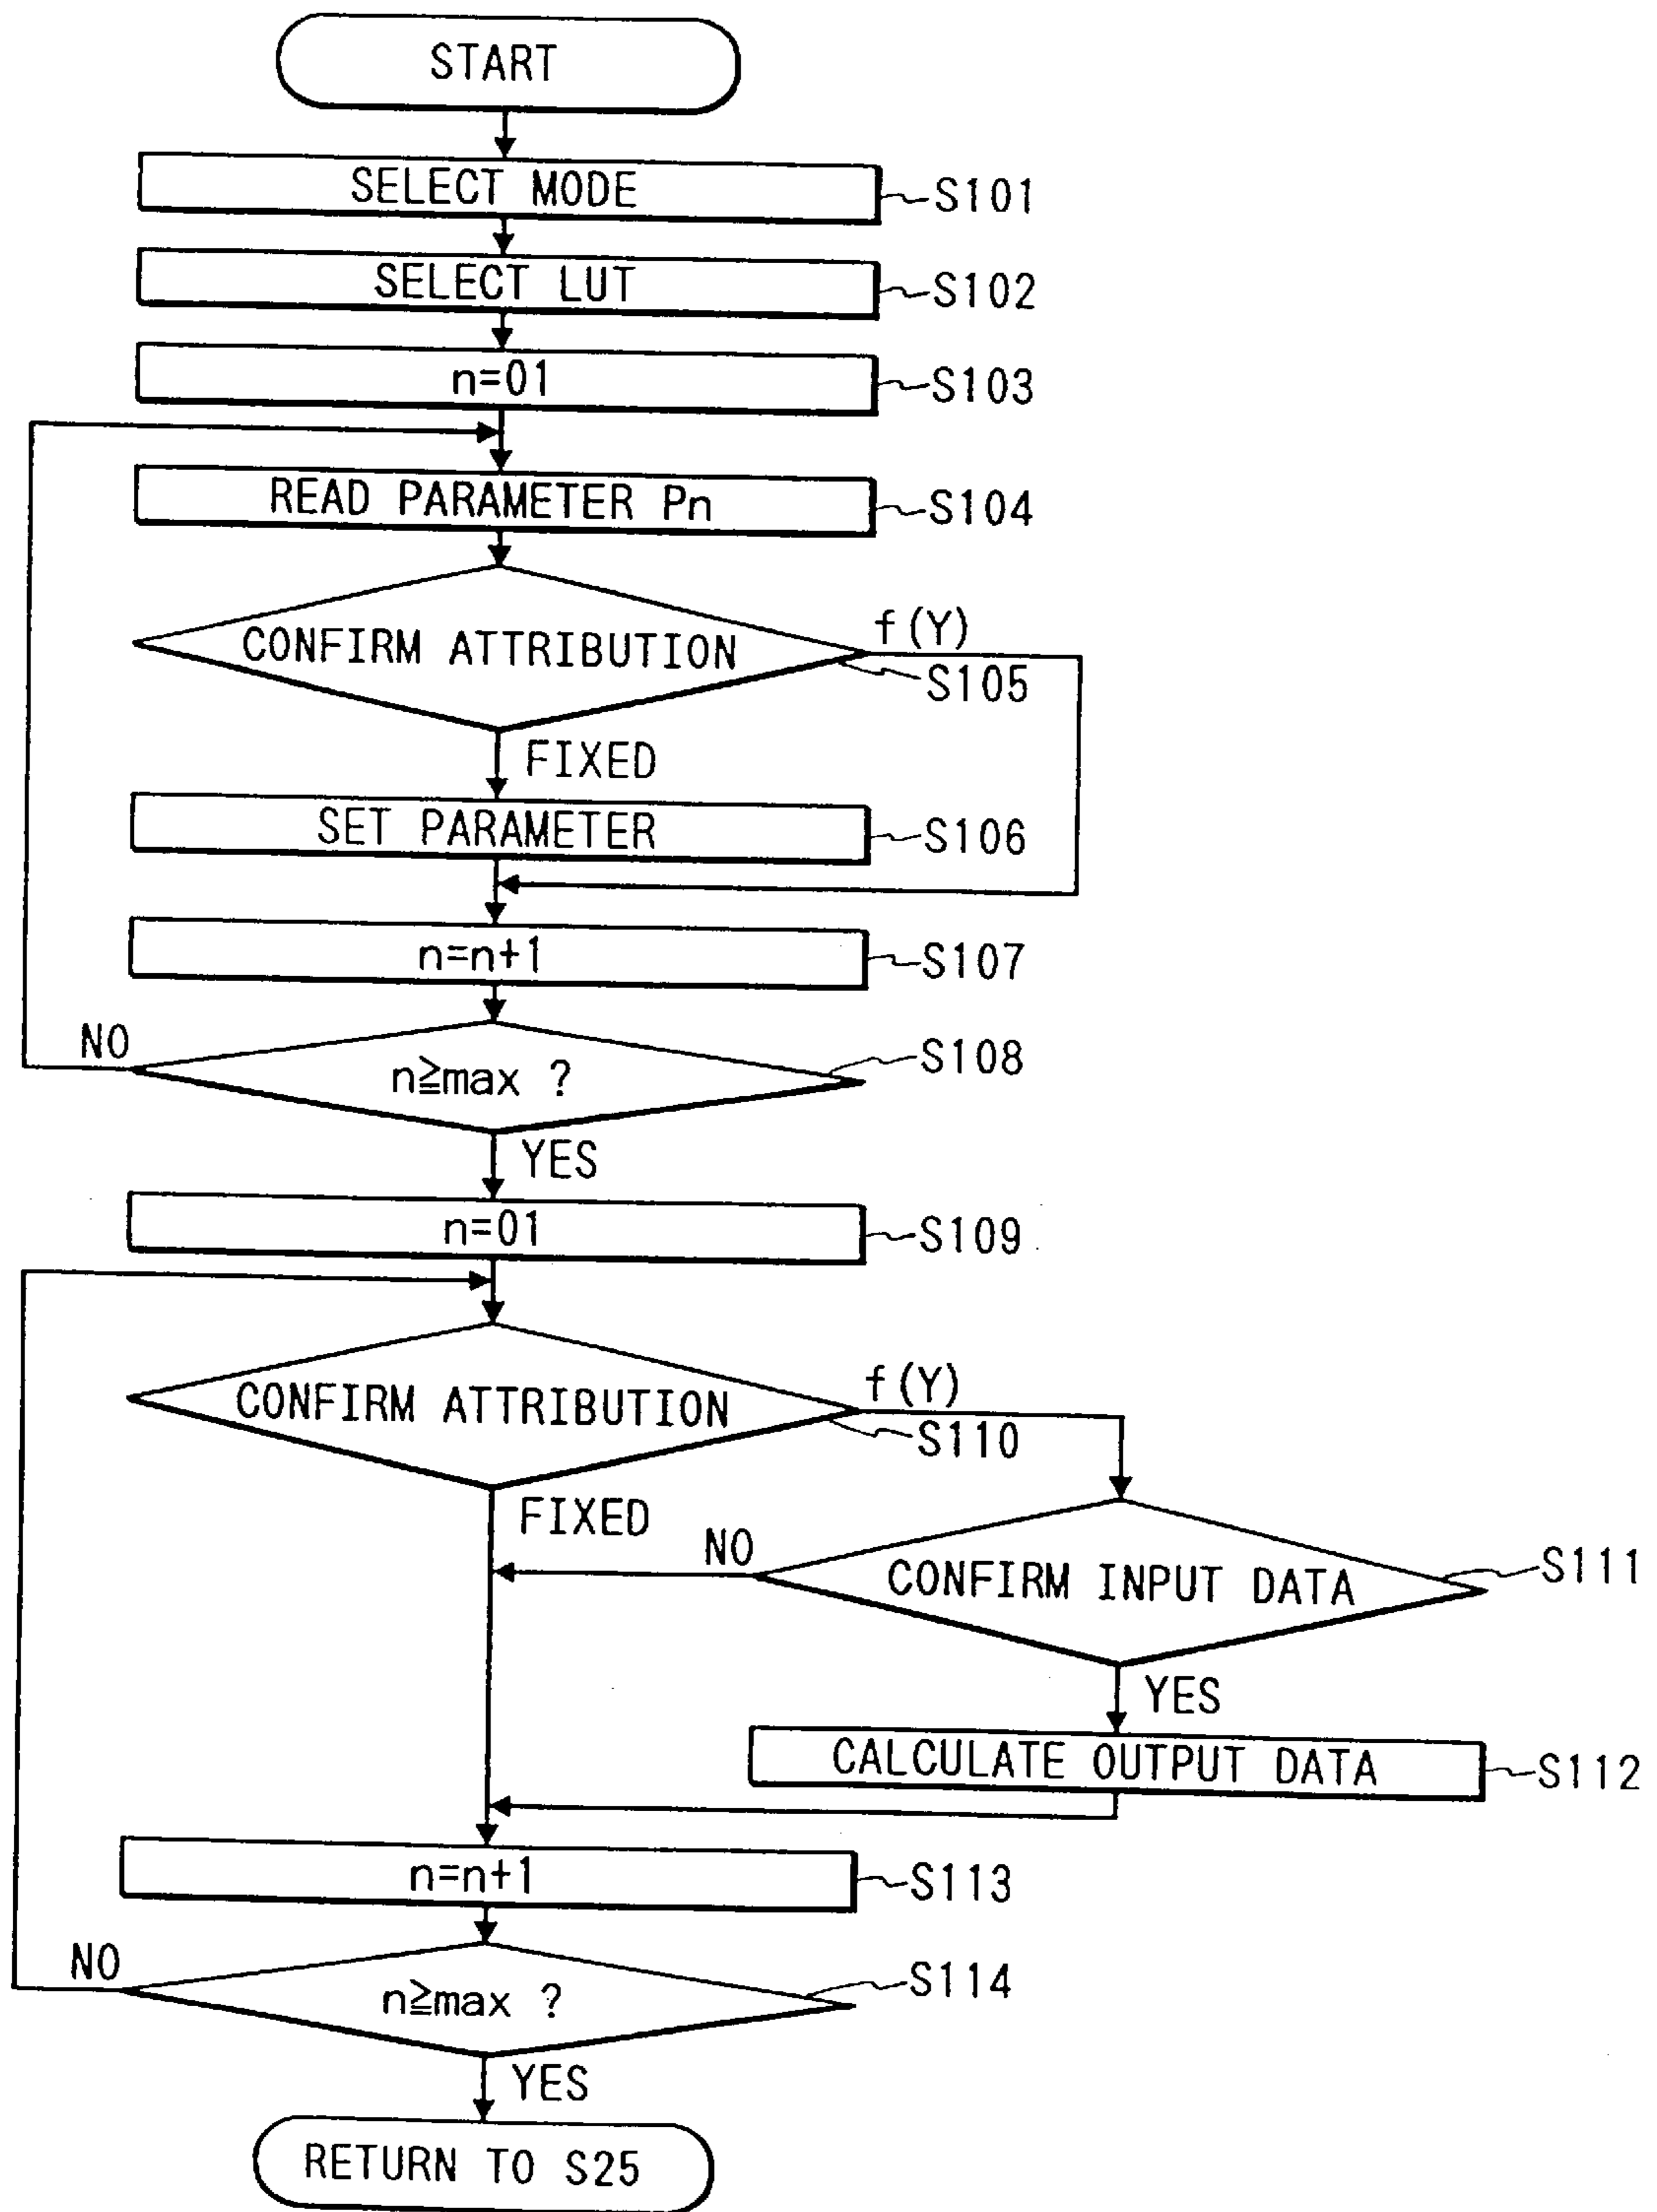 START
SELECT MODE
S101
SELECT LUT
S102
n=01
S103
READ PARAMETER Pn
S104
f(Y)
CONFIRM ATTRIBUTION
S105
FIXED
SET PARAMETER
S106
n=n+1
S107
NO
n≧max ?
S108
YES
n=01
S109
f(Y)
CONFIRM ATTRIBUTION
S110
FIXED
NO
CONFIRM INPUT DATA
S111
YES
CALCULATE OUTPUT DATA
S112
n=n+1
S113
NO
n≧max ?
S114
YES
RETURN TO S25